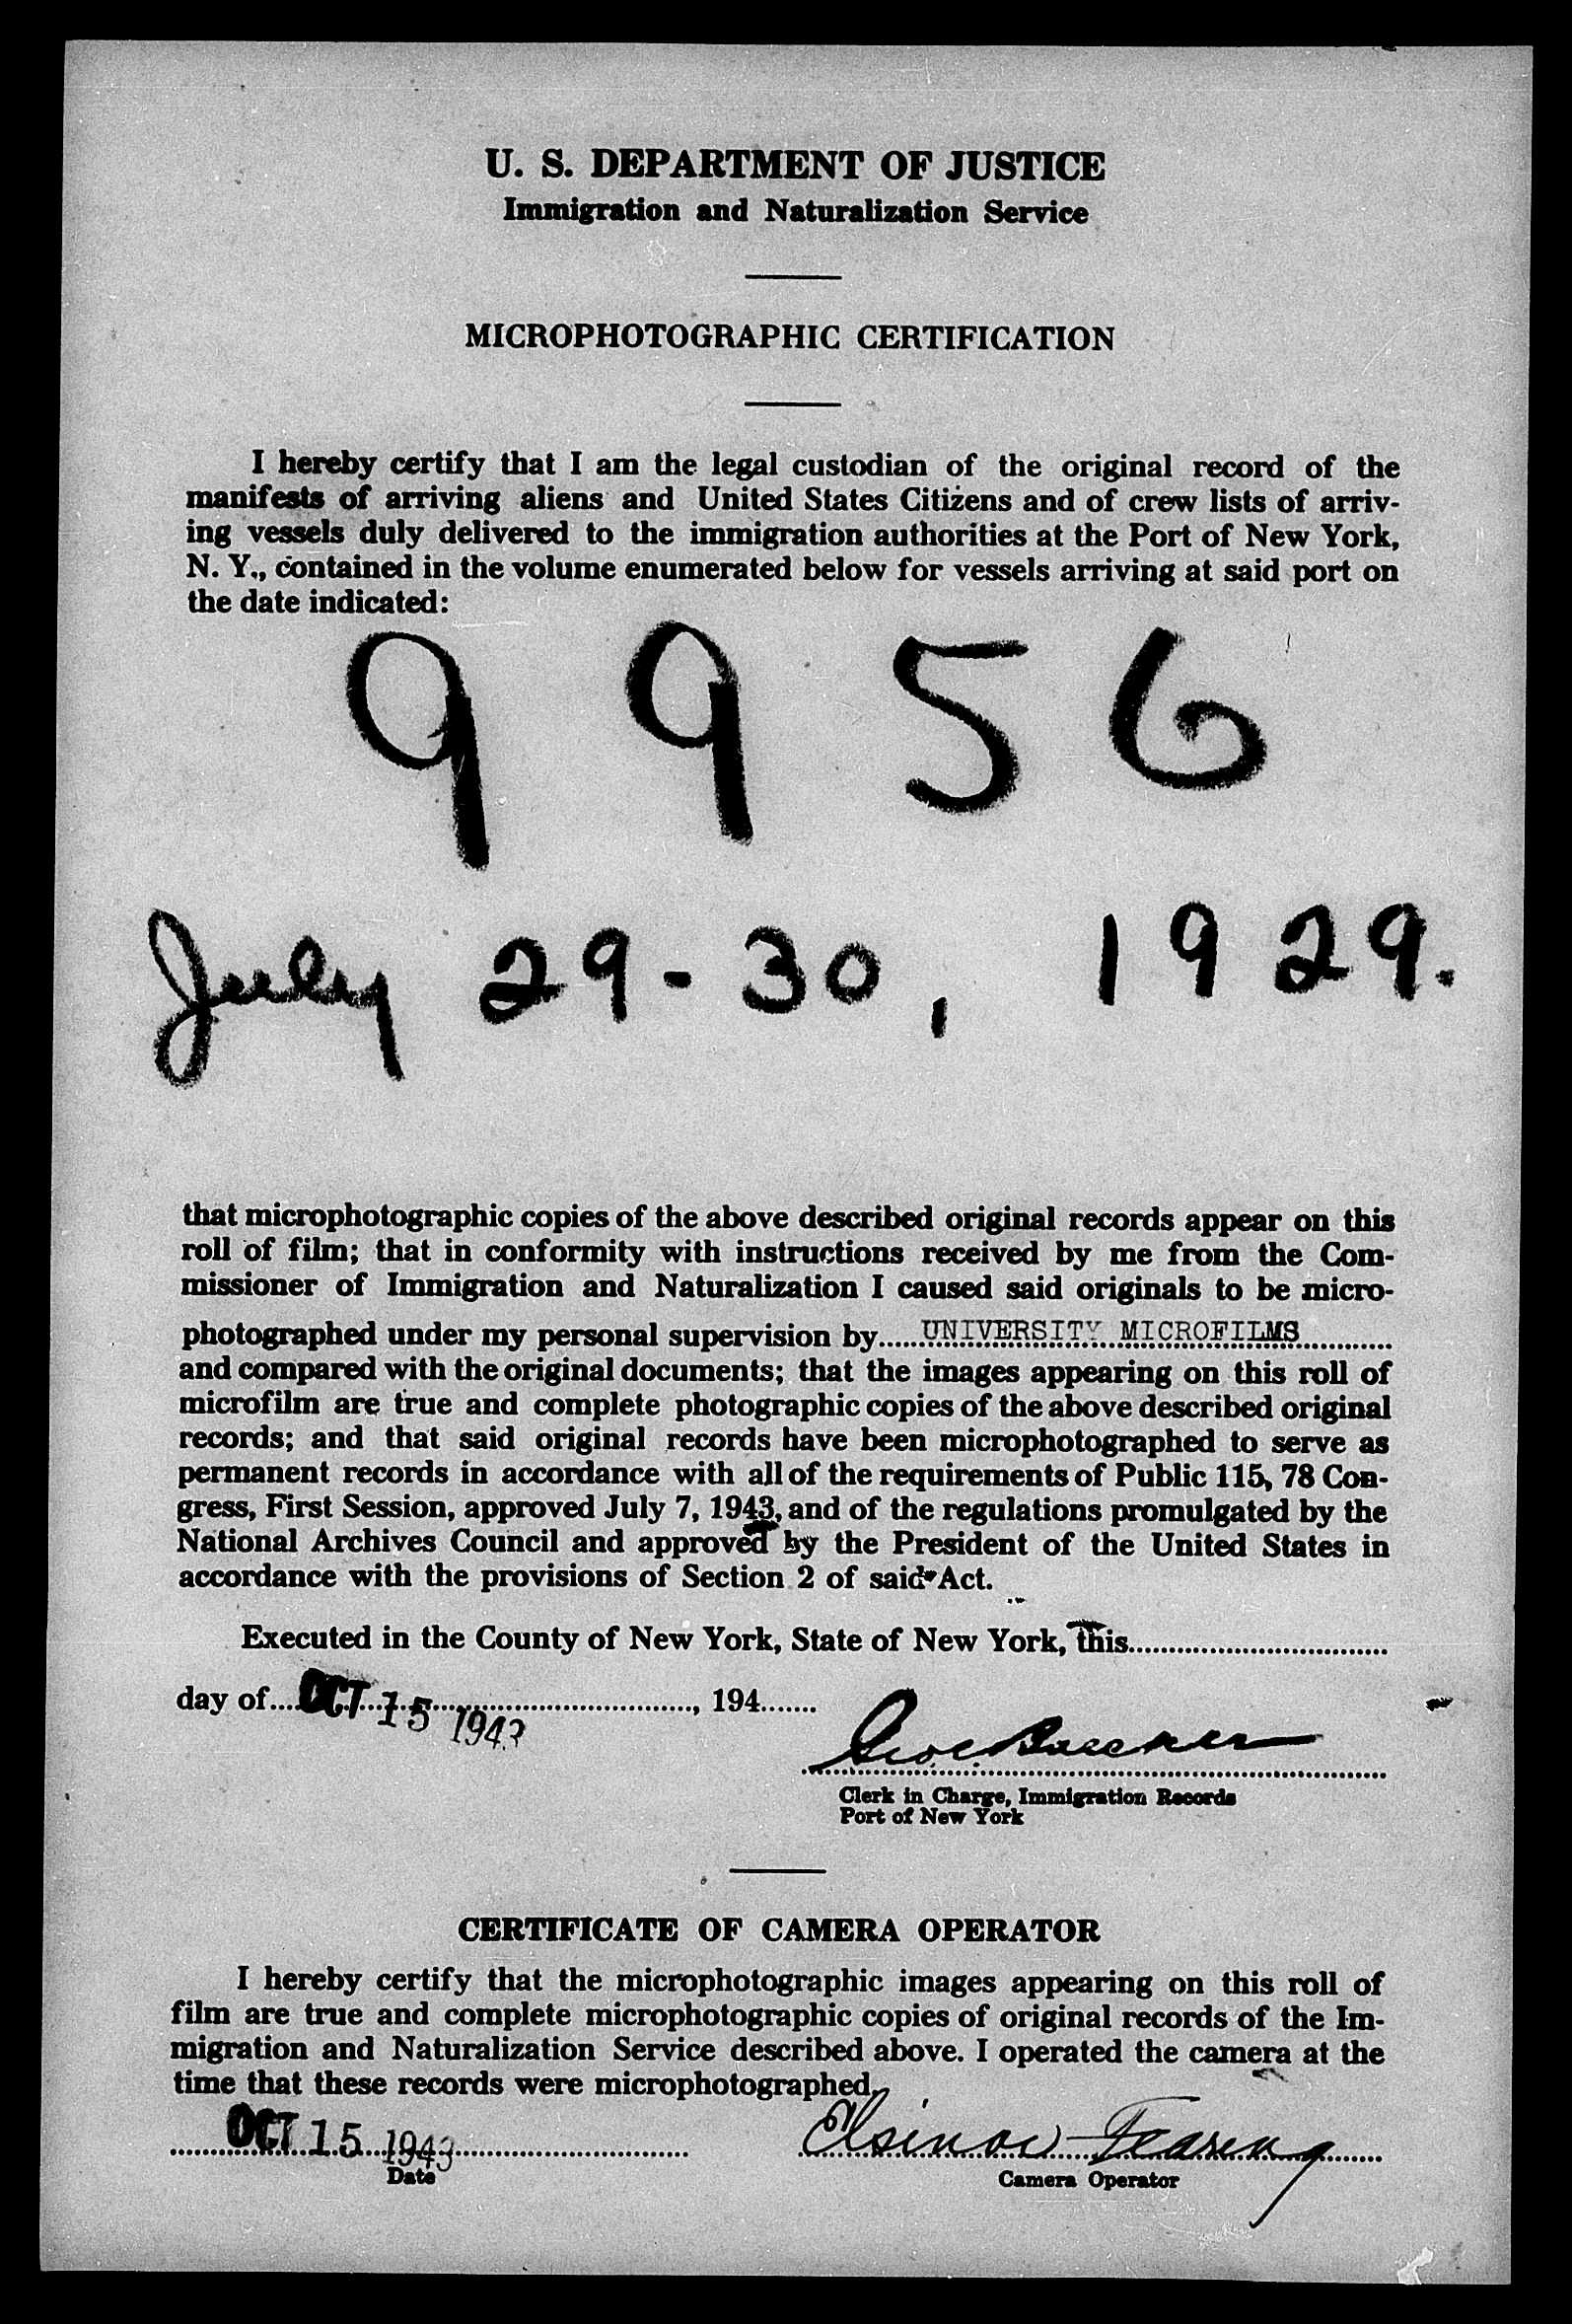 U. S. DEPARTMENT OF JUSTICE
Immigration and Naturalization Service
MICROPHOTOGRAPHIC CERTIFICATION
I hereby certify that I am the legal custodian of the original record of the
manifests of arriving aliens and United States Citizens and of crew lists of arriv-
ing vessels duly delivered to the immigration authorities at the Port of New York,
N. Y., contained in the volume enumerated below for vessels arriving at said port on
the date indicated:
9956
July 29-30, 1929.
that microphotographic copies of the above described original records appear on this
roll of film; that in conformity with instructions received by me from the Com-
missioner of Immigration and Naturalization I caused said originals to be micro-
photographed under my personal supervision by UNIVERSITY MICROFILMS
and compared with the original documents; that the images appearing on this roll of
microfilm are true and complete photographic copies of the above described original
records; and that said original records have been microphotographed to serve as
permanent records in accordance with all of the requirements of Public 115, 78 Con-
gress, First Session, approved July 7, 1943, and of the regulations promulgated by the
National Archives Council and approved by the President of the United States in
accordance with the provisions of Section 2 of said Act.
Executed in the County of New York, State of New York, this
day of OCT 15 1943, 194
Clerk in Charge, Immigration Records
Port of New York
CERTIFICATE OF CAMERA OPERATOR
I hereby certify that the microphotographic images appearing on this roll of
film are true and complete microphotographic copies of original records of the Im-
migration and Naturalization Service described above. I operated the camera at the
time that these records were microphotographed.
OCT 15 1943 Elsinor Fearing
Date
Camera Operator